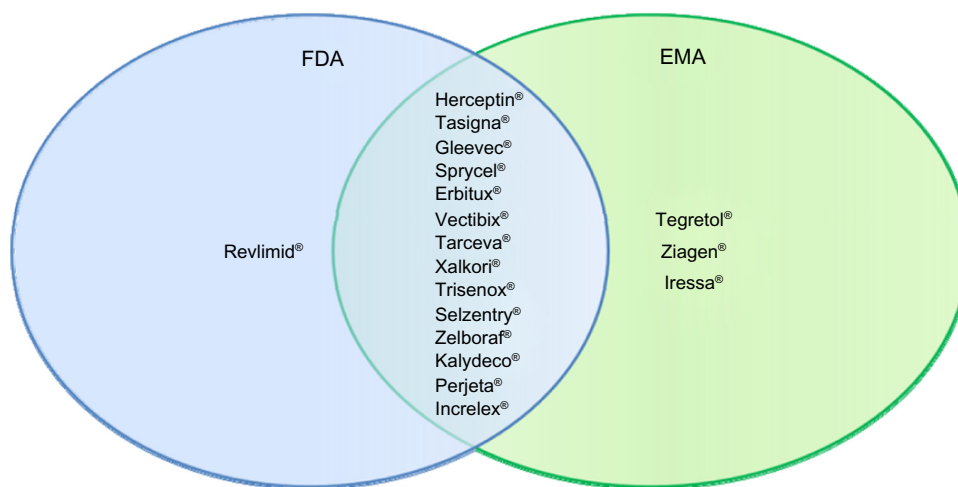 FDA
EMA
Herceptin®
Tasigna®
Gleevec®
Sprycel®
Erbitux®
Vectibix®
Tarceva®
Xalkori®
Trisenox®
Selzentry®
Zelboraf®
Kalydeco®
Perjeta®
Increlex®
Revlimid®
Tegretol®
Ziagen®
Iressa®